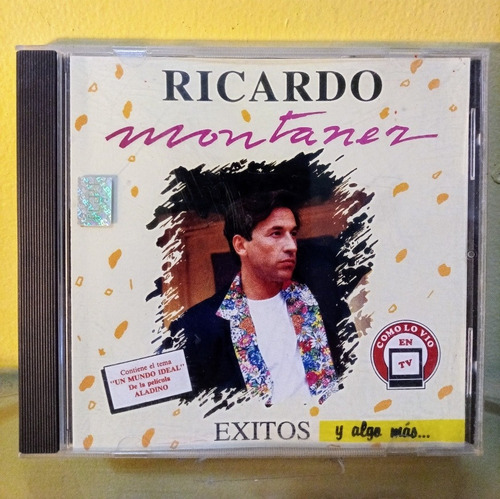 RICARDO
montaner
COMO LO VIO
EN
TV
Contiene el tema
"UN MUNDO IDEAL"
De la película
ALADINO
EXITOS y algo más...